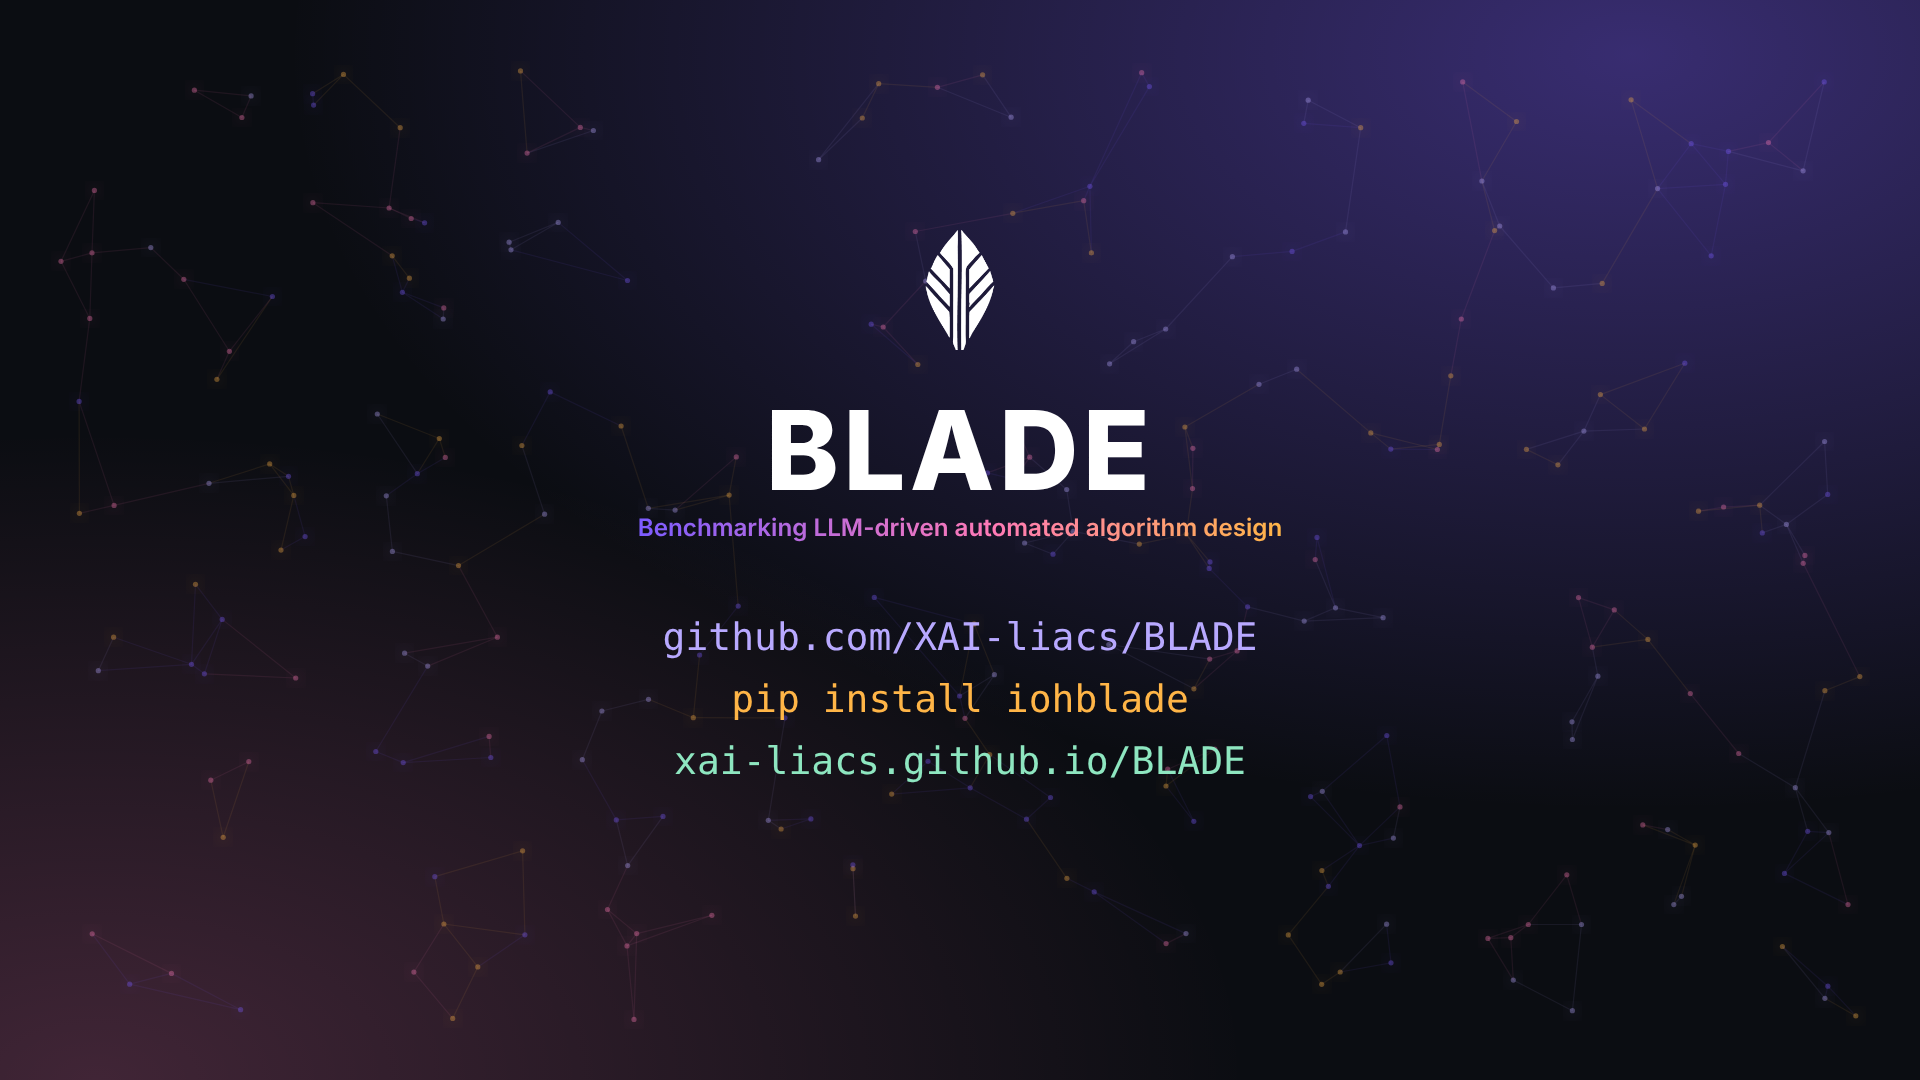 BLADE
Benchmarking LLM-driven automated algorithm design
github.com/XAI-liacs/BLADE
pip install iohblade
xai-liacs.github.io/BLADE